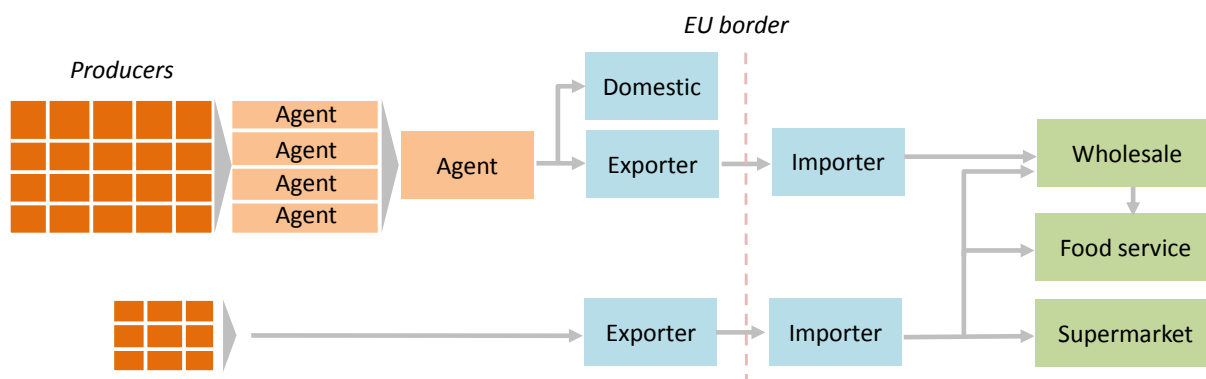 EU border
Producers
Domestic
Agent
Agent
Agent
Agent
Agent
Exporter
Importer
Wholesale
Food service
Exporter
Importer
Supermarket